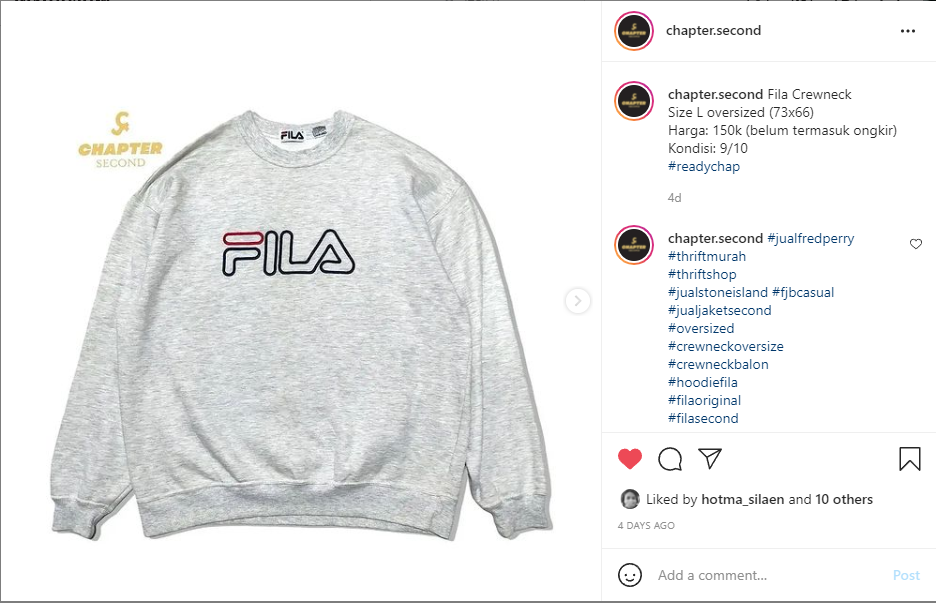 CHAPTER
SECOND
FILA
FILA
chapter.second
chapter.second Fila Crewneck
Size L oversized (73x66)
Harga: 150k (belum termasuk ongkir)
Kondisi: 9/10
#readychap
4d
chapter.second #jualfredperry
#thriftmurah
#thriftshop
#jualstoneisland #fjbcasual
#jualjaketsecond
#oversized
#crewneckoversize
#crewneckbalon
#hoodiefila
#filaoriginal
#filasecond
Liked by hotma_silaen and 10 others
4 DAYS AGO
Add a comment...
Post